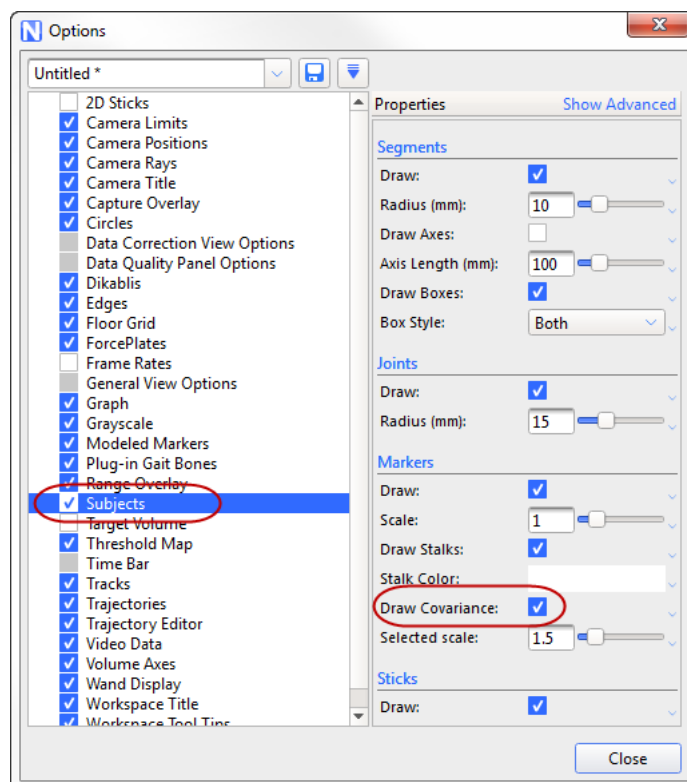 Options
Untitled *
2D Sticks
Camera Limits
Camera Positions
Camera Rays
Camera Title
Capture Overlay
Circles
Data Correction View Options
Data Quality Panel Options
Dikablis
Edges
Floor Grid
ForcePlates
Frame Rates
General View Options
Graph
Grayscale
Modeled Markers
Plug-in Gait Bones
Range Overlay
Subjects
Target Volume
Threshold Map
Time Bar
Tracks
Trajectories
Trajectory Editor
Video Data
Volume Axes
Wand Display
Workspace Title
Workspace Tool Tips
Properties Show Advanced
Segments
Draw:
Radius (mm): 10
Draw Axes:
Axis Length (mm): 100
Draw Boxes:
Box Style: Both
Joints
Draw:
Radius (mm): 15
Markers
Draw:
Scale: 1
Draw Stalks:
Stalk Color:
Draw Covariance:
Selected scale: 1.5
Sticks
Draw:
Close